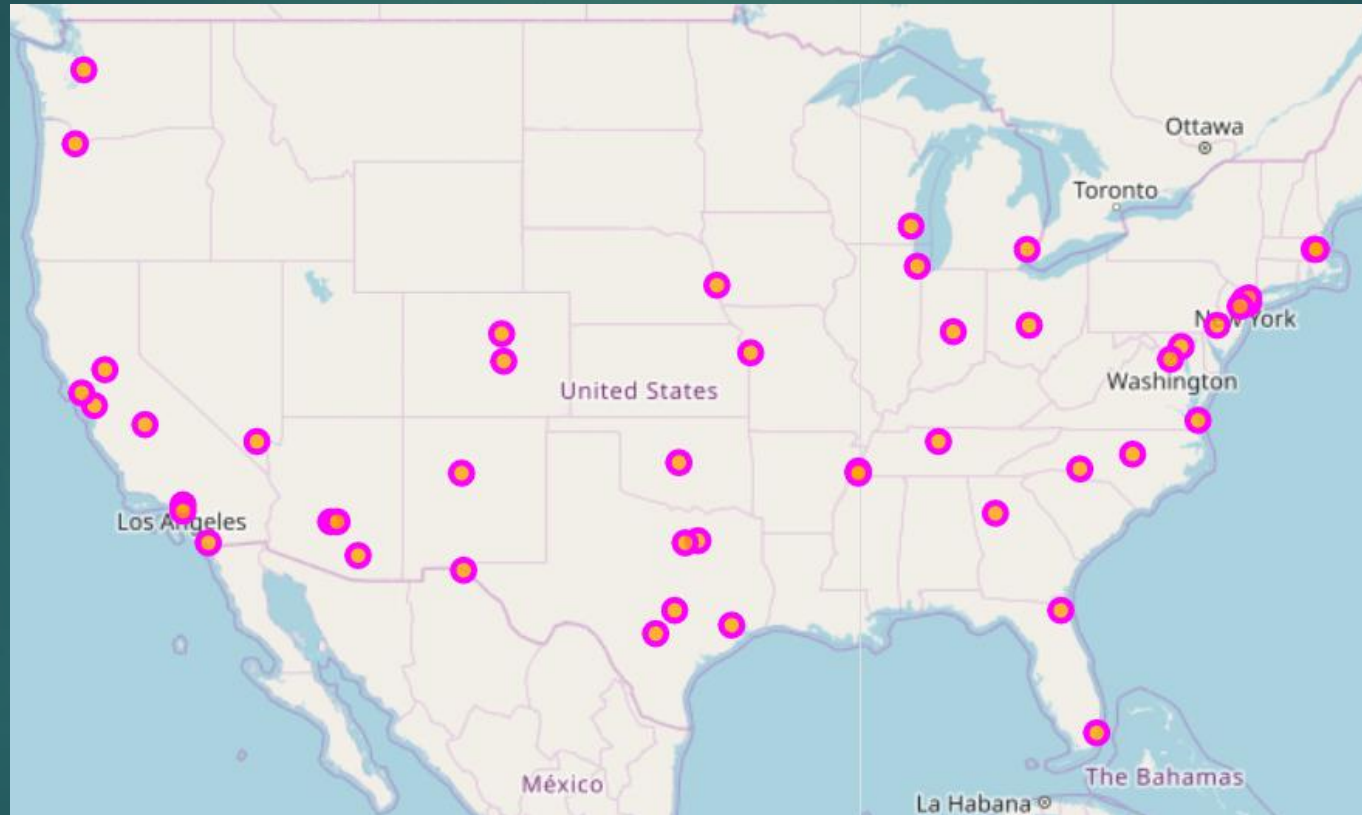 Ottawa
Toronto
New York
Washington
United States
Los Angeles
México
The Bahamas
La Habana